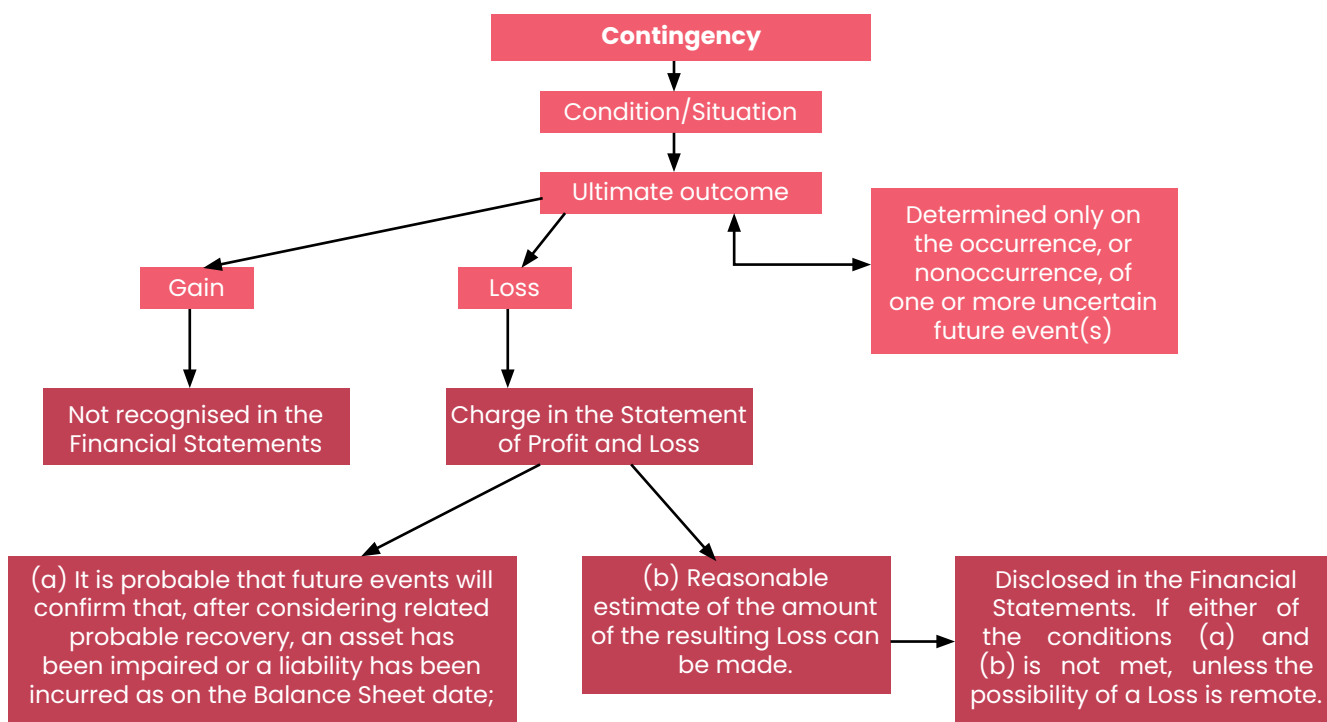 Contingency
Condition/Situation
Ultimate outcome
Determined only on
the occurrence, or
nonoccurrence, of
one or more uncertain
future event(s)
Gain
Loss
Not recognised in the
Financial Statements
Charge in the Statement
of Profit and Loss
(a) It is probable that future events will
confirm that, after considering related
probable recovery, an asset has
been impaired or a liability has been
incurred as on the Balance Sheet date;
(b) Reasonable
estimate of the amount
of the resulting Loss can
be made.
Disclosed in the Financial
Statements. If either of
the conditions (a) and
(b) is not met, unless the
possibility of a Loss is remote.